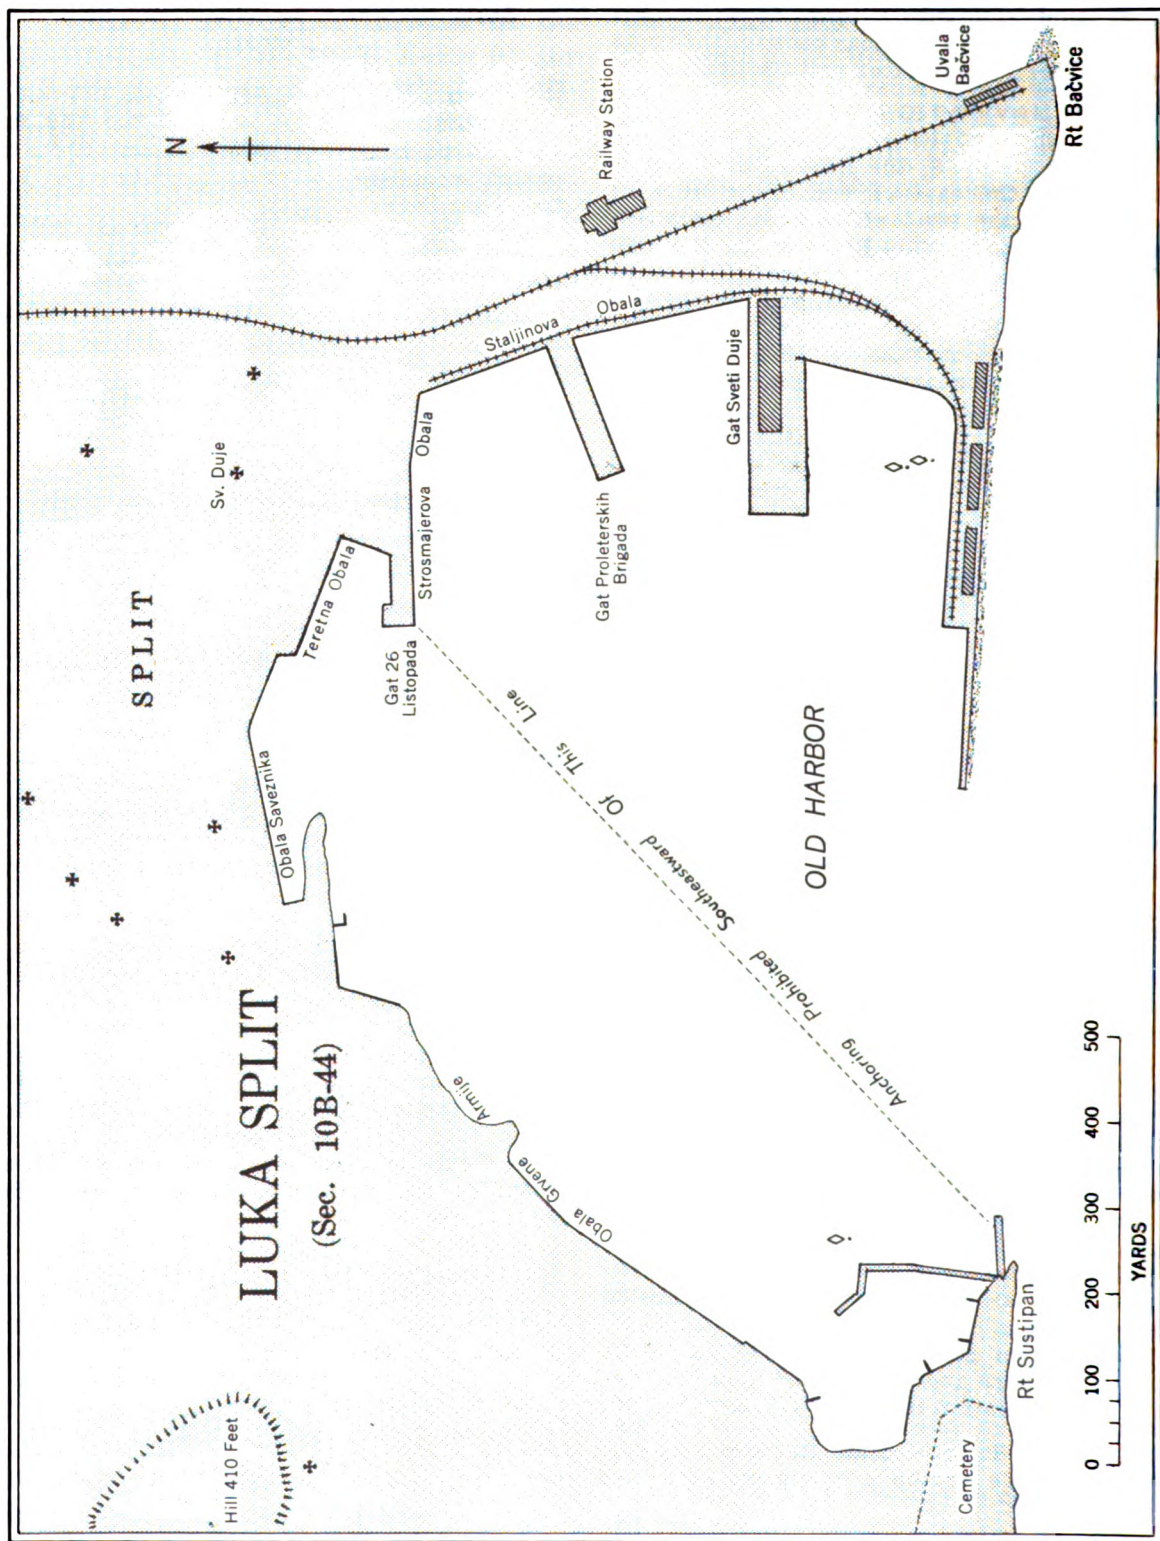 LUKA SPLIT
(Sec. 10B-44)
SPLIT
N
Hill 410 Feet
Sv. Duje
Obala Saveznika
Teretna Obala
Gat 26
Listopada
Strosmajerova
Obala
Staljinova
Obala
Railway Station
Uvala
Bačvice
Rt Bačvice
Gat Proleterskih
Brigada
Gat Sveti Duje
Obala Grvene Armije
Anchoring Prohibited Southeastward Of This Line
OLD HARBOR
Cemetery
Rt Sustipan
0 100 200 300 400 500
YARDS